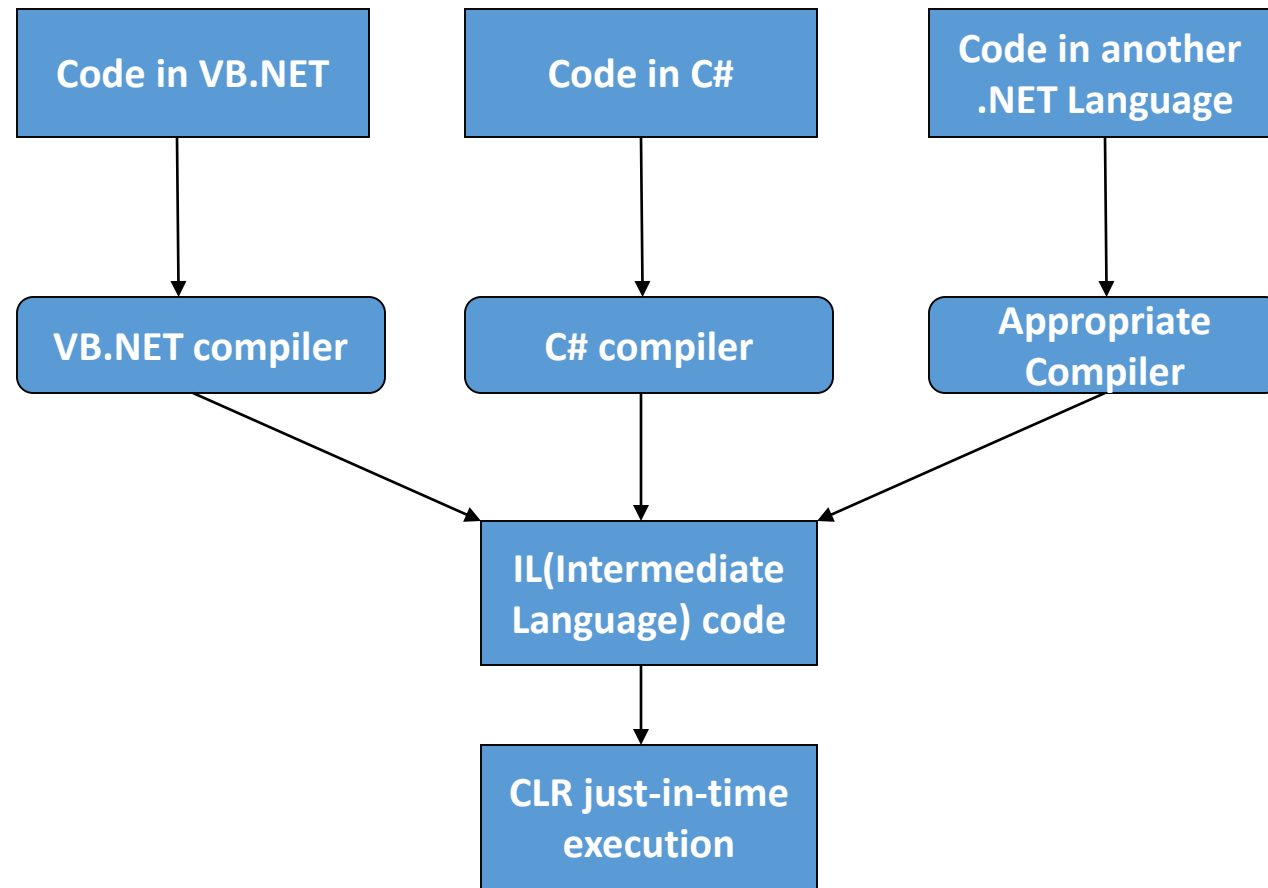 Code in VB.NET
Code in C#
Code in another
.NET Language
VB.NET compiler
C# compiler
Appropriate
Compiler
IL(Intermediate
Language) code
CLR just-in-time
execution